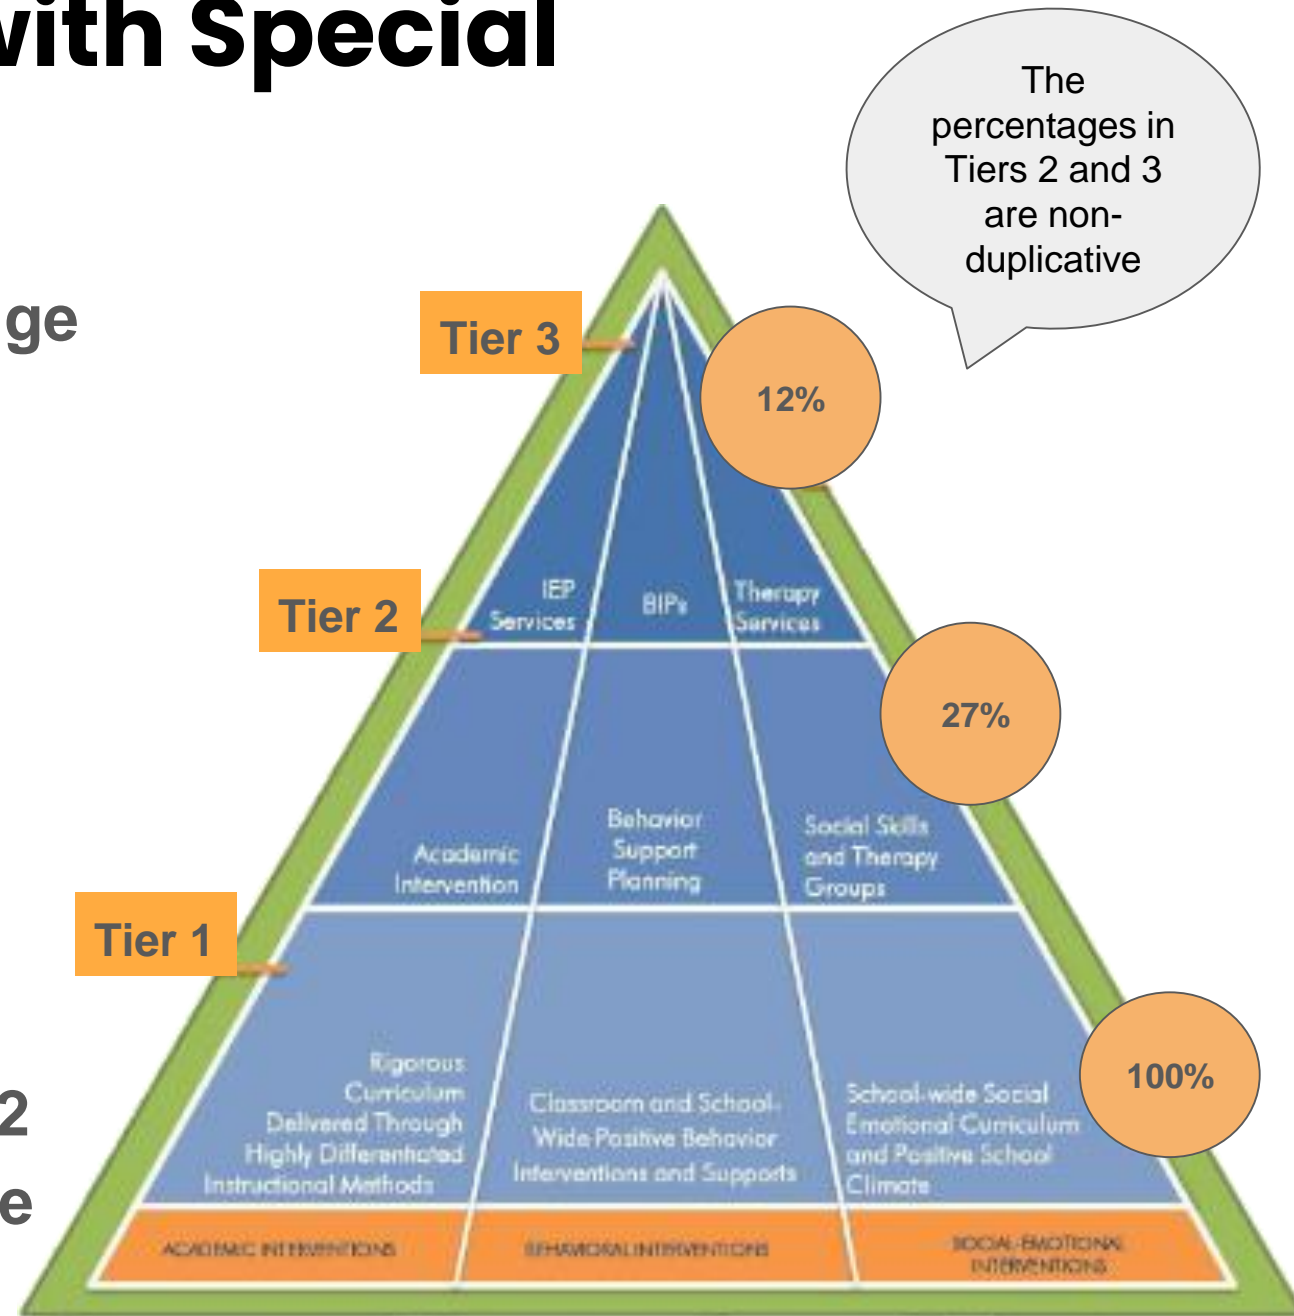 with Special
The
percentages in
Tiers 2 and 3
are non-
duplicative
ge
Tier 3
12%
Tier 2
IEP
Services
BIPs
Therapy
Services
27%
Academic
Intervention
Behavior
Support
Planning
Social Skills
and Therapy
Groups
Tier 1
100%
Rigorous
Curriculum
Delivered Through
Highly Differentiated
Instructional Methods
Classroom and School-
Wide Positive Behavior
Interventions and Supports
School-wide Social
Emotional Curriculum
and Positive School
Climate
2
e
ACADEMIC INTERVENTIONS
BEHAVIORAL INTERVENTIONS
SOCIAL-EMOTIONAL
INTERVENTIONS